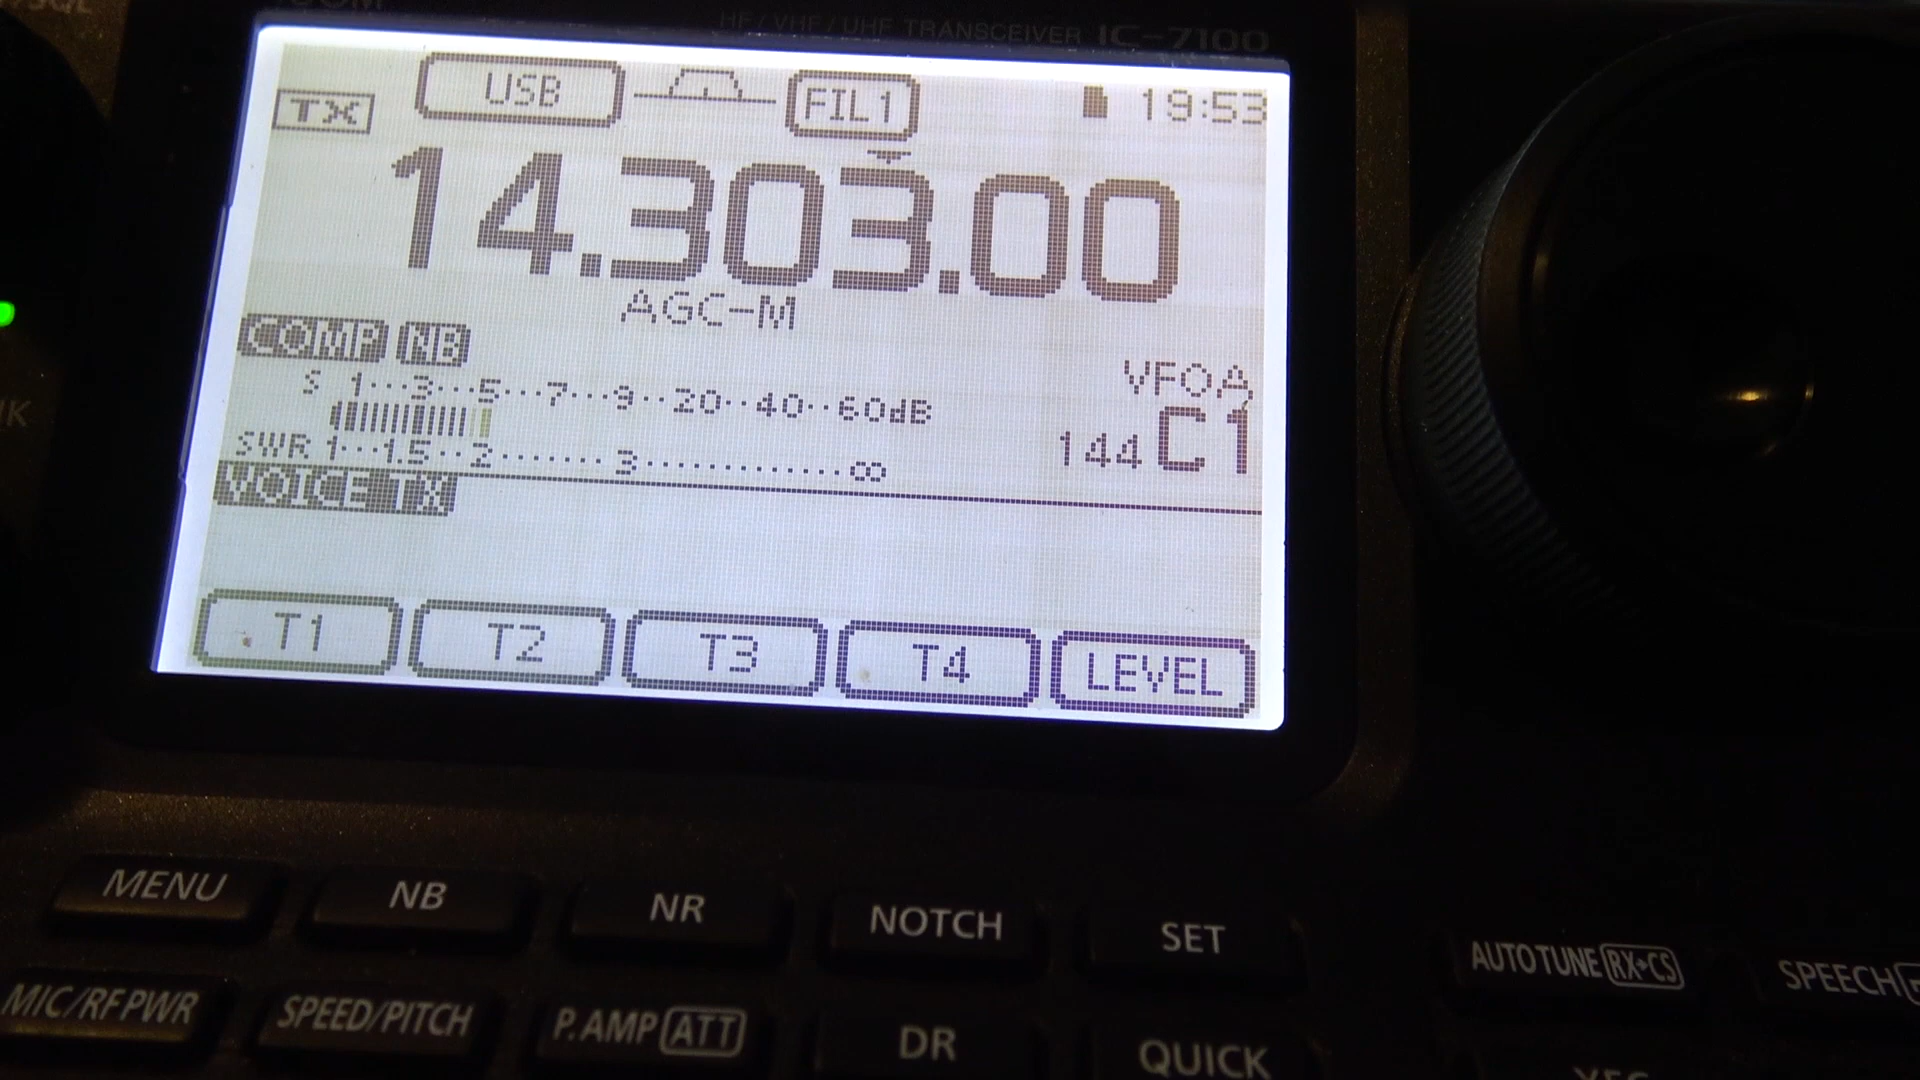 HF/VHF/UHF TRANSCEIVER IC-7100
TX USB FIL1 19:53
14.303.00
AGC-M
COMP NB
VFOA
S 1···3···5···7···9··20··40··60dB
144 C1
SWR 1···1.5··2·······3·············∞
VOICE TX
T1 T2 T3 T4 LEVEL
MENU NB NR NOTCH SET
AUTOTUNE RX→CS SPEECH
MIC/RF PWR SPEED/PITCH P.AMP ATT DR QUICK